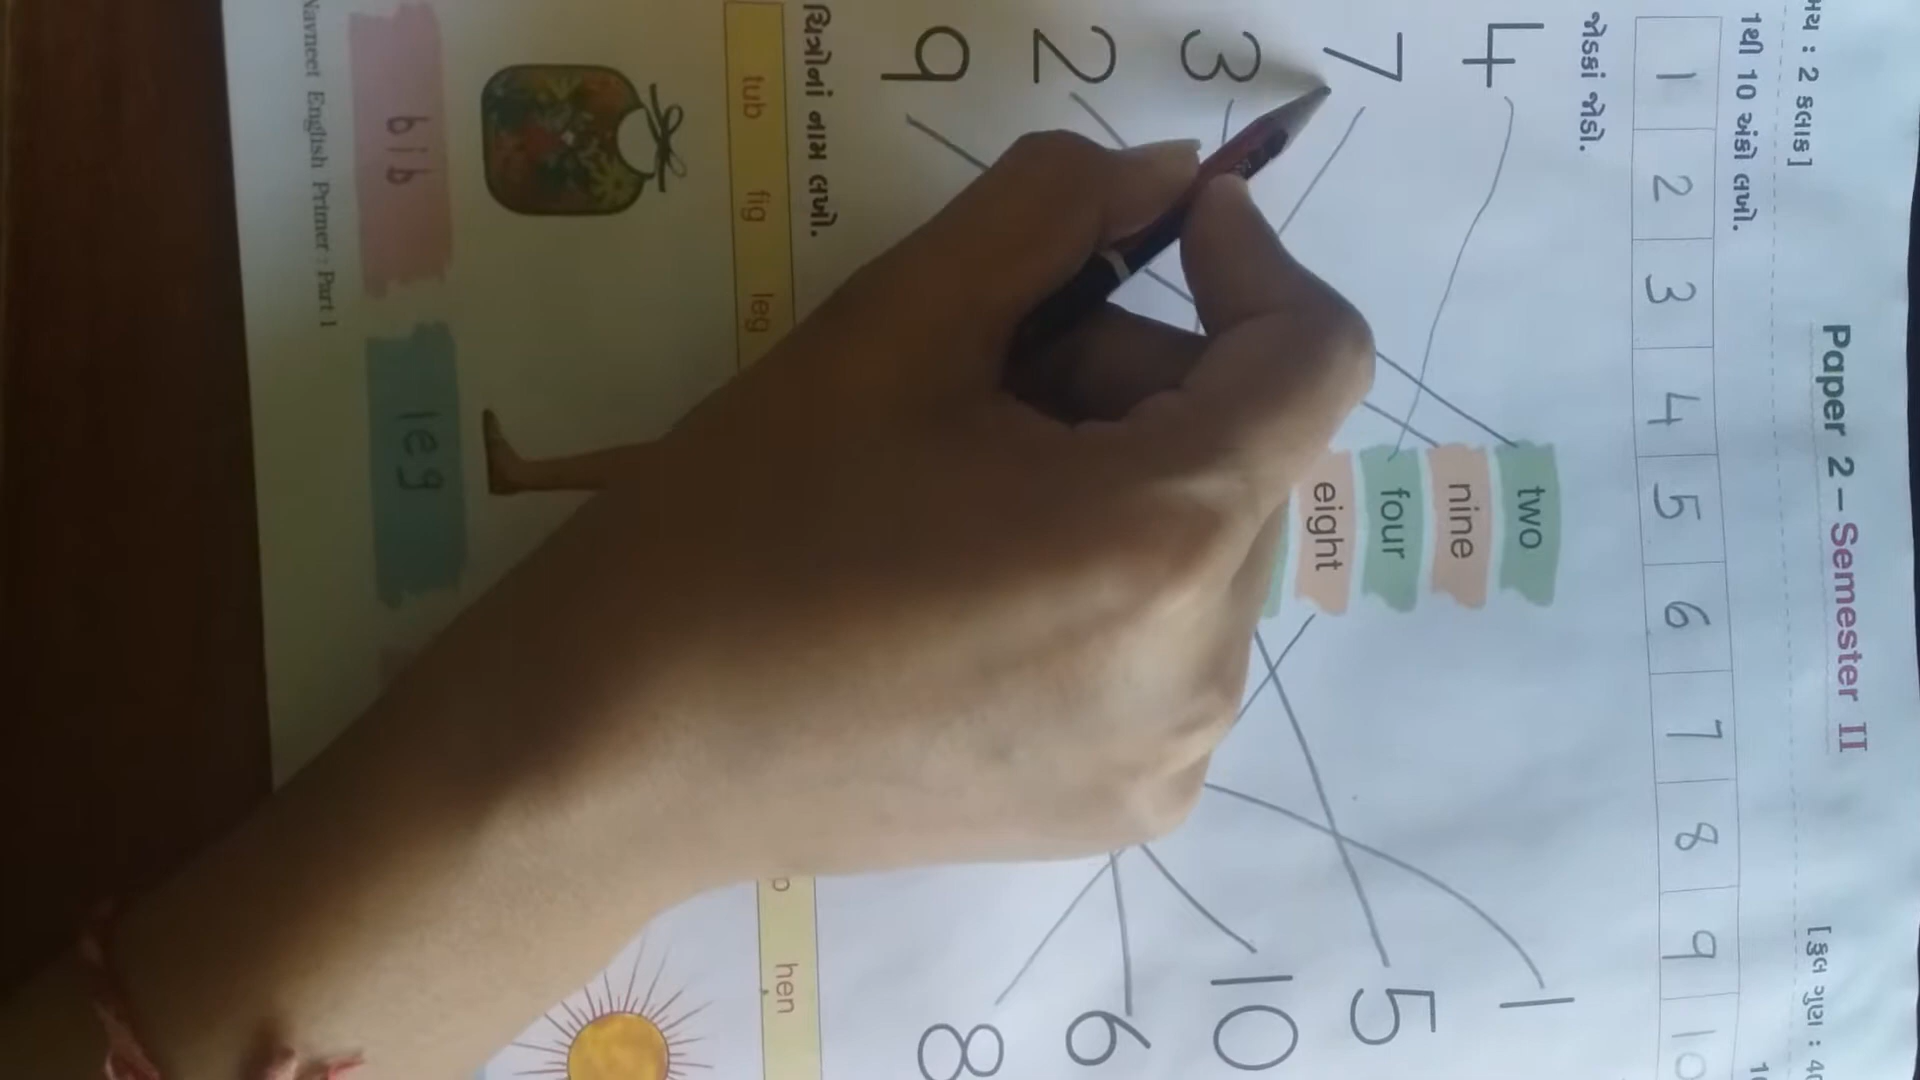 Paper 2 – Semester II
મય : 2 કલાક] [કુલ ગુણ : 40
1થી 10 અંકો લખો.
1 2 3 4 5 6 7 8 9 10
જોડકાં જોડો.
4 two 1
7 nine 5
3 four 10
2 eight 6
9 8
ચિત્રોનાં નામ લખો.
tub fig leg hen
bib leg
Navneet English Primer : Part 1